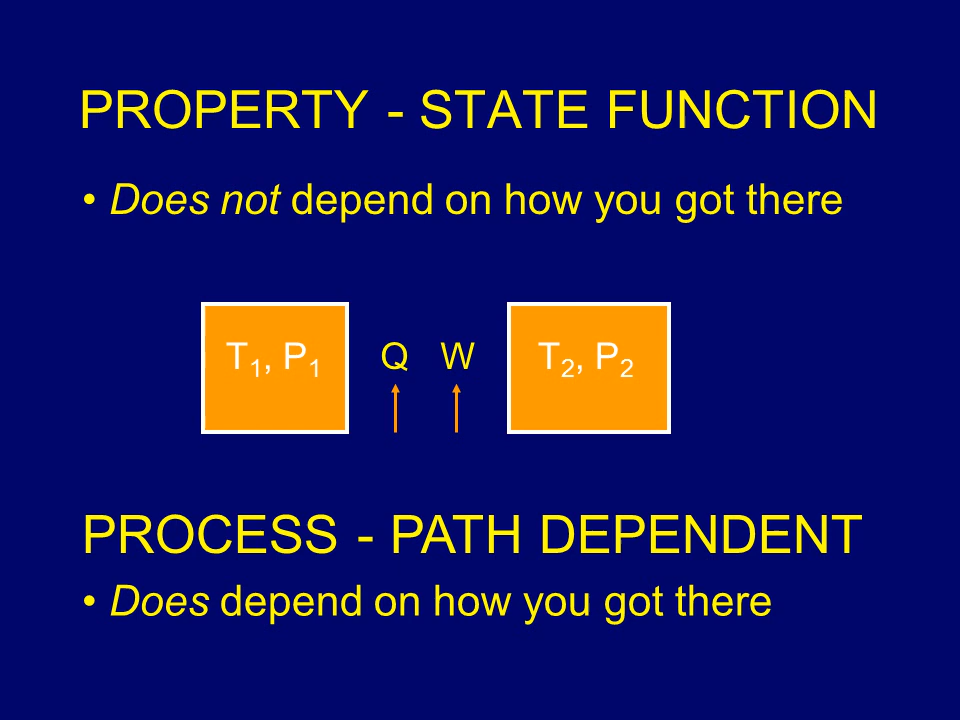 PROPERTY - STATE FUNCTION
• Does not depend on how you got there
T₁, P₁ Q W T₂, P₂
PROCESS - PATH DEPENDENT
• Does depend on how you got there